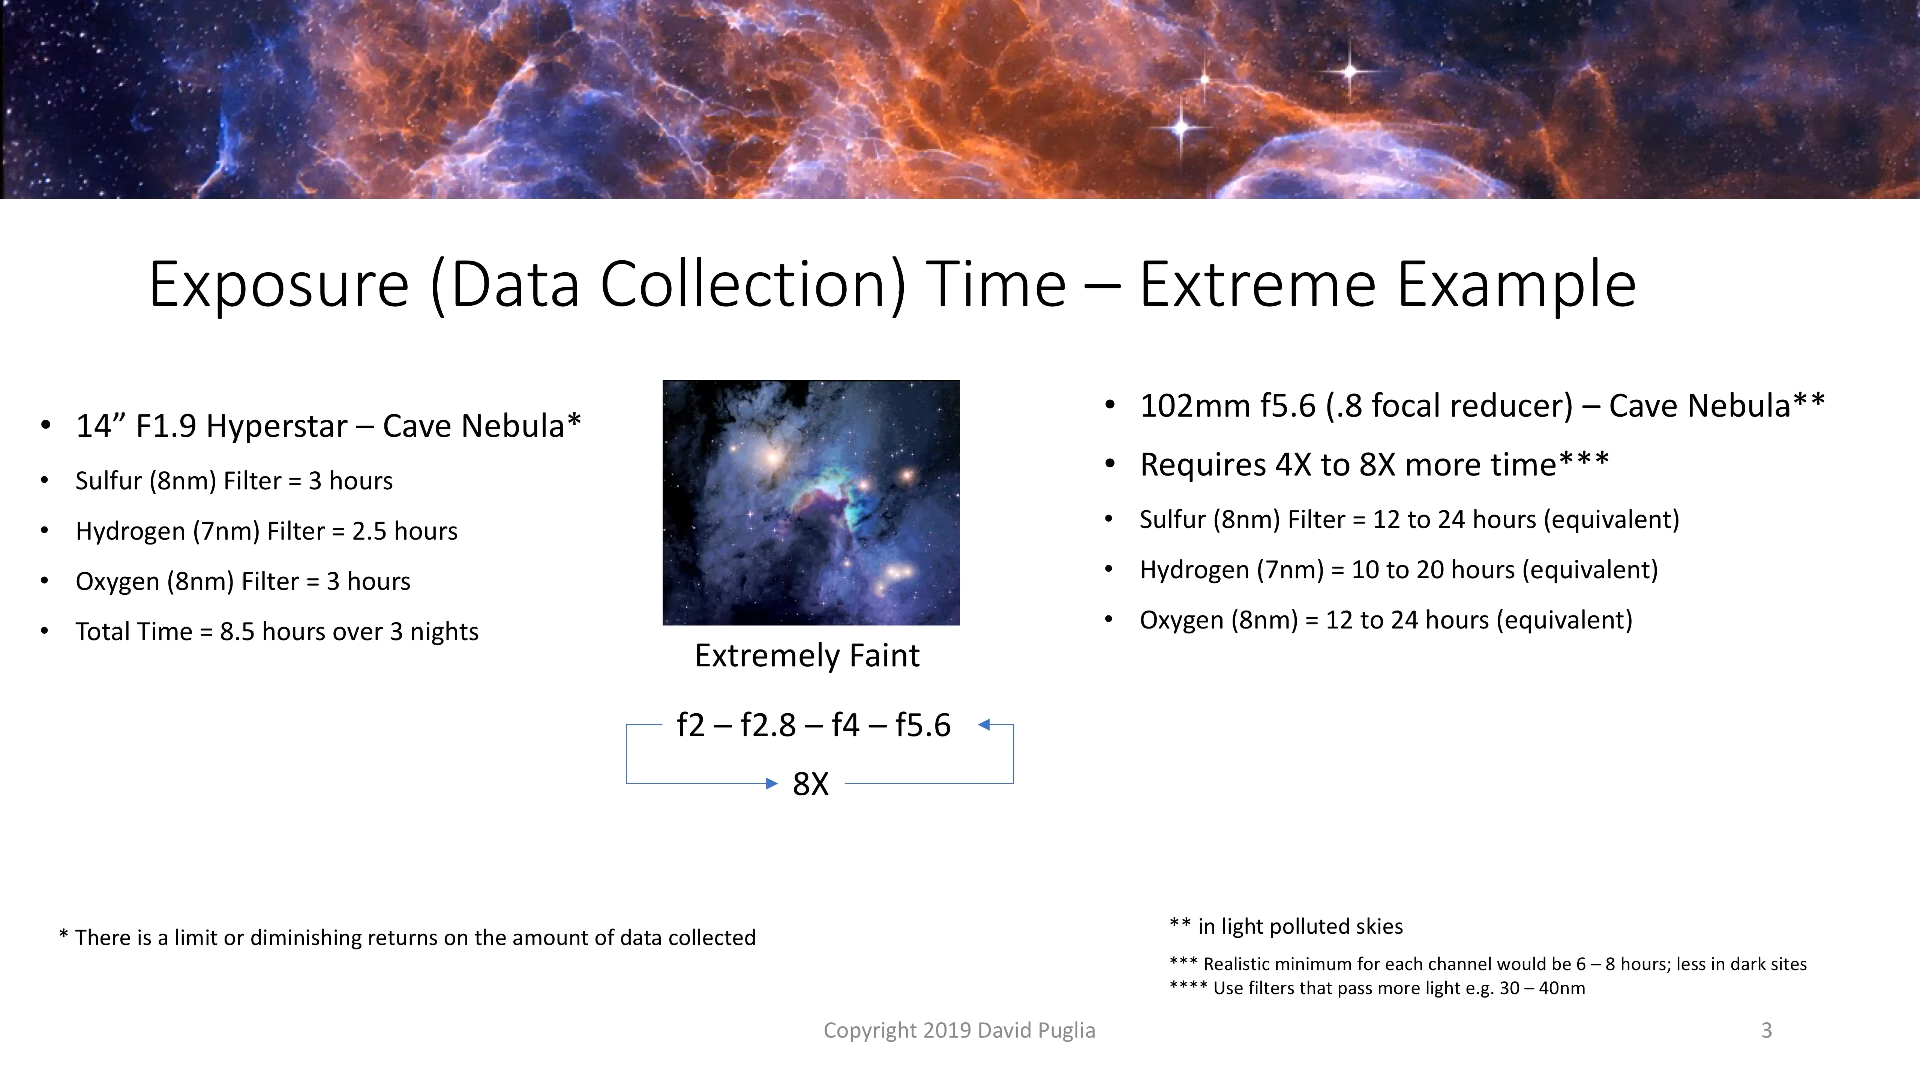 Exposure (Data Collection) Time – Extreme Example
• 14” F1.9 Hyperstar – Cave Nebula*
• Sulfur (8nm) Filter = 3 hours
• Hydrogen (7nm) Filter = 2.5 hours
• Oxygen (8nm) Filter = 3 hours
• Total Time = 8.5 hours over 3 nights
Extremely Faint
f2 – f2.8 – f4 – f5.6
8X
• 102mm f5.6 (.8 focal reducer) – Cave Nebula**
• Requires 4X to 8X more time***
• Sulfur (8nm) Filter = 12 to 24 hours (equivalent)
• Hydrogen (7nm) = 10 to 20 hours (equivalent)
• Oxygen (8nm) = 12 to 24 hours (equivalent)
* There is a limit or diminishing returns on the amount of data collected
** in light polluted skies
*** Realistic minimum for each channel would be 6 – 8 hours; less in dark sites
**** Use filters that pass more light e.g. 30 – 40nm
Copyright 2019 David Puglia
3